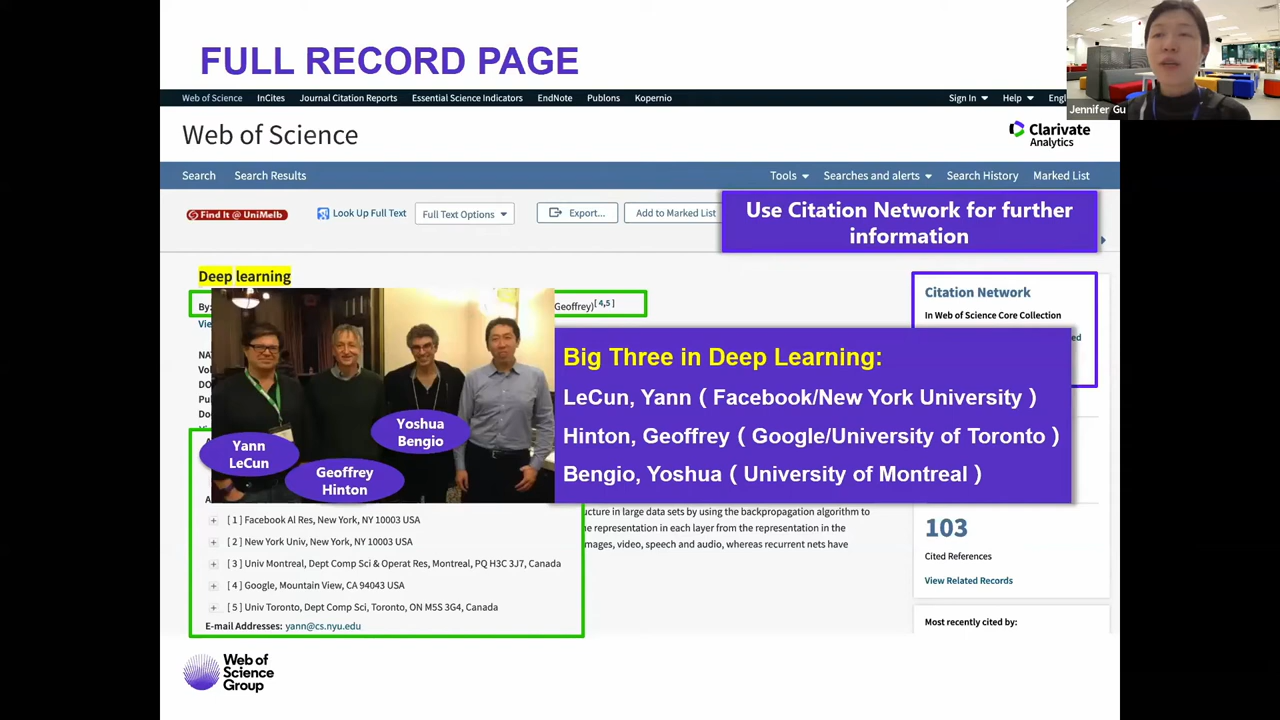 FULL RECORD PAGE
Jennifer Gu
Web of Science InCites Journal Citation Reports Essential Science Indicators EndNote Publons Kopernio Sign In Help
Web of Science
Clarivate
Analytics
Search Search Results Tools Searches and alerts Search History Marked List
Find It @ UniMelb Look Up Full Text Full Text Options Export... Add to Marked List
Use Citation Network for further
information
Deep learning
By: Geoffrey)[ 4,5 ]
Citation Network
In Web of Science Core Collection
Big Three in Deep Learning:
LeCun, Yann ( Facebook/New York University )
Hinton, Geoffrey ( Google/University of Toronto )
Bengio, Yoshua ( University of Montreal )
Yoshua
Bengio
Yann
LeCun
Geoffrey
Hinton
ucture in large data sets by using the backpropagation algorithm to
e representation in each layer from the representation in the
mages, video, speech and audio, whereas recurrent nets have
[ 1 ] Facebook AI Res, New York, NY 10003 USA
[ 2 ] New York Univ, New York, NY 10003 USA
[ 3 ] Univ Montreal, Dept Comp Sci & Operat Res, Montreal, PQ H3C 3J7, Canada
[ 4 ] Google, Mountain View, CA 94043 USA
[ 5 ] Univ Toronto, Dept Comp Sci, Toronto, ON M5S 3G4, Canada
E-mail Addresses: yann@cs.nyu.edu
103
Cited References
View Related Records
Most recently cited by:
Web of
Science
Group